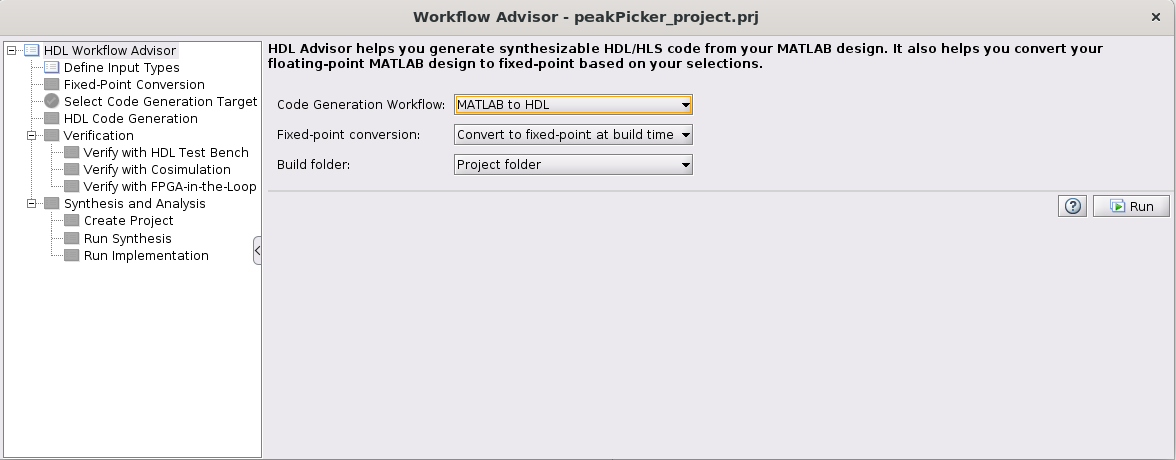 Workflow Advisor - peakPicker_project.prj
HDL Workflow Advisor
Define Input Types
Fixed-Point Conversion
Select Code Generation Target
HDL Code Generation
Verification
Verify with HDL Test Bench
Verify with Cosimulation
Verify with FPGA-in-the-Loop
Synthesis and Analysis
Create Project
Run Synthesis
Run Implementation
HDL Advisor helps you generate synthesizable HDL/HLS code from your MATLAB design. It also helps you convert your
floating-point MATLAB design to fixed-point based on your selections.
Code Generation Workflow: MATLAB to HDL
Fixed-point conversion: Convert to fixed-point at build time
Build folder: Project folder
? Run